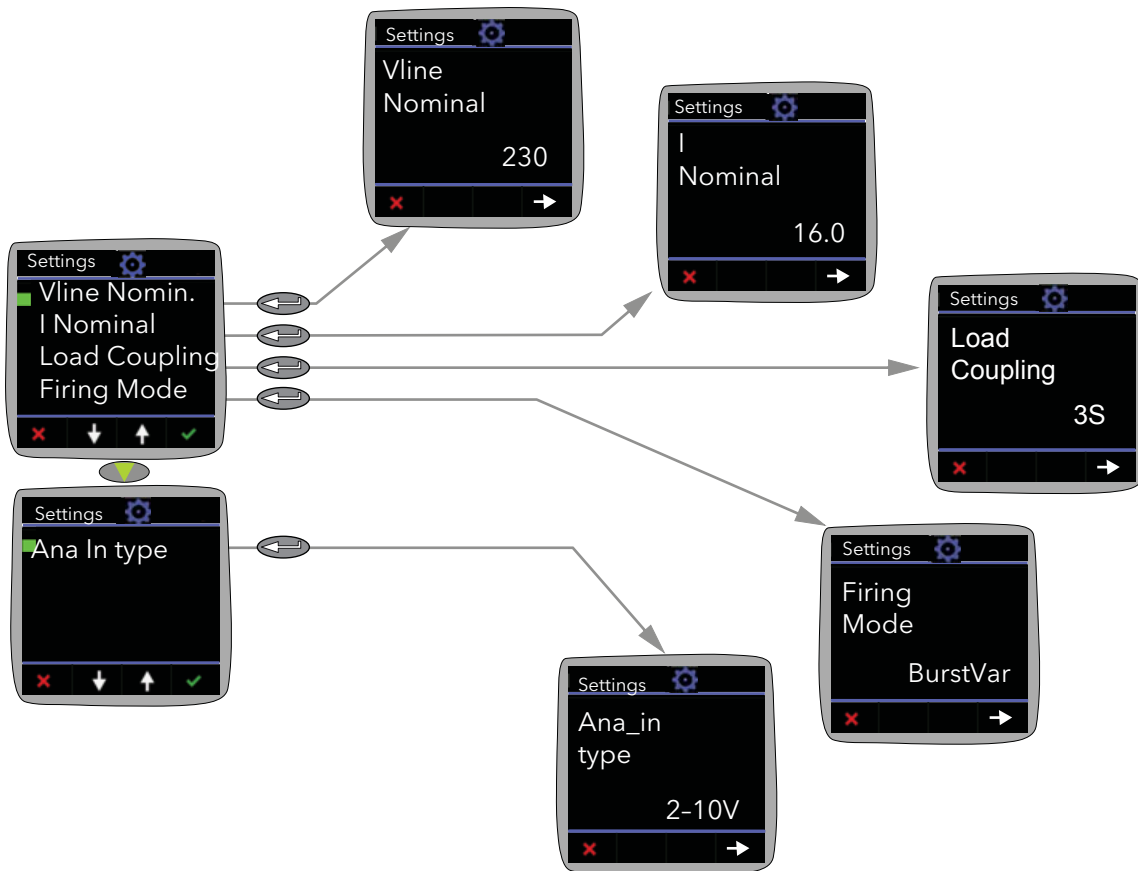 Settings
Vline
Nominal
230
Settings
I
Nominal
16.0
Settings
Vline Nomin.
I Nominal
Load Coupling
Firing Mode
Settings
Load
Coupling
3S
Settings
Ana In type
Settings
Firing
Mode
BurstVar
Settings
Ana_in
type
2–10V